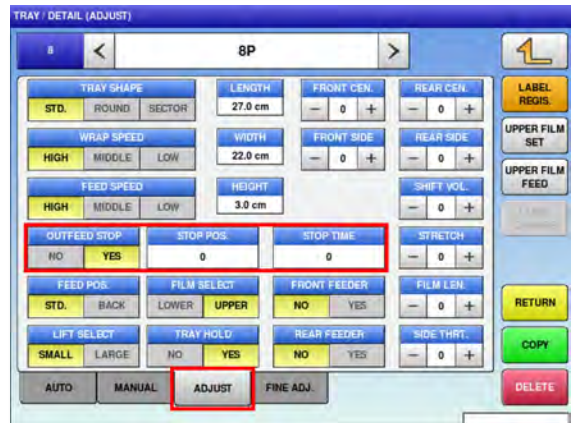 TRAY / DETAIL (ADJUST)
8 < 8P >
TRAY SHAPE LENGTH FRONT CEN. REAR CEN. LABEL REGIS.
STD. ROUND SECTOR 27.0 cm − 0 + − 0 +
WRAP SPEED WIDTH FRONT SIDE REAR SIDE UPPER FILM SET
HIGH MIDDLE LOW 22.0 cm − 0 + − 0 +
FEED SPEED HEIGHT SHIFT VOL. UPPER FILM FEED
HIGH MIDDLE LOW 3.0 cm − 0 +
OUTFEED STOP STOP POS. STOP TIME STRETCH
NO YES 0 0 − 0 +
FEED POS. FILM SELECT FRONT FEEDER FILM LEN. RETURN
STD. BACK LOWER UPPER NO YES − 0 +
LIFT SELECT TRAY HOLD REAR FEEDER SIDE THRT. COPY
SMALL LARGE NO YES NO YES − 0 +
AUTO MANUAL ADJUST FINE ADJ. DELETE